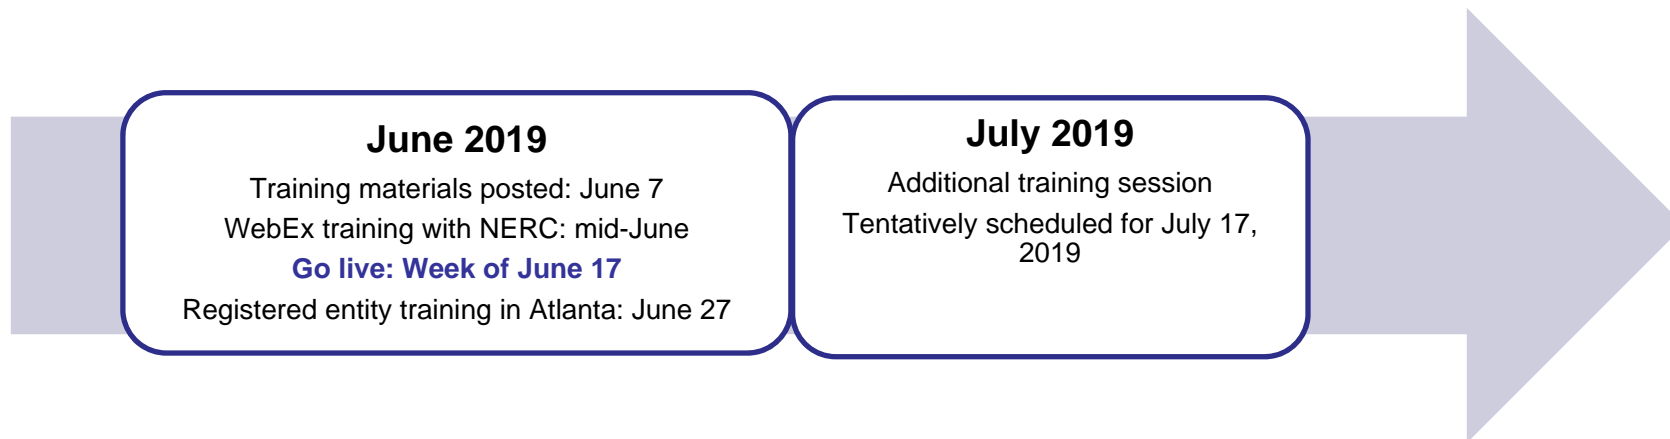 June 2019
Training materials posted: June 7
WebEx training with NERC: mid-June
Go live: Week of June 17
Registered entity training in Atlanta: June 27
July 2019
Additional training session
Tentatively scheduled for July 17,
2019